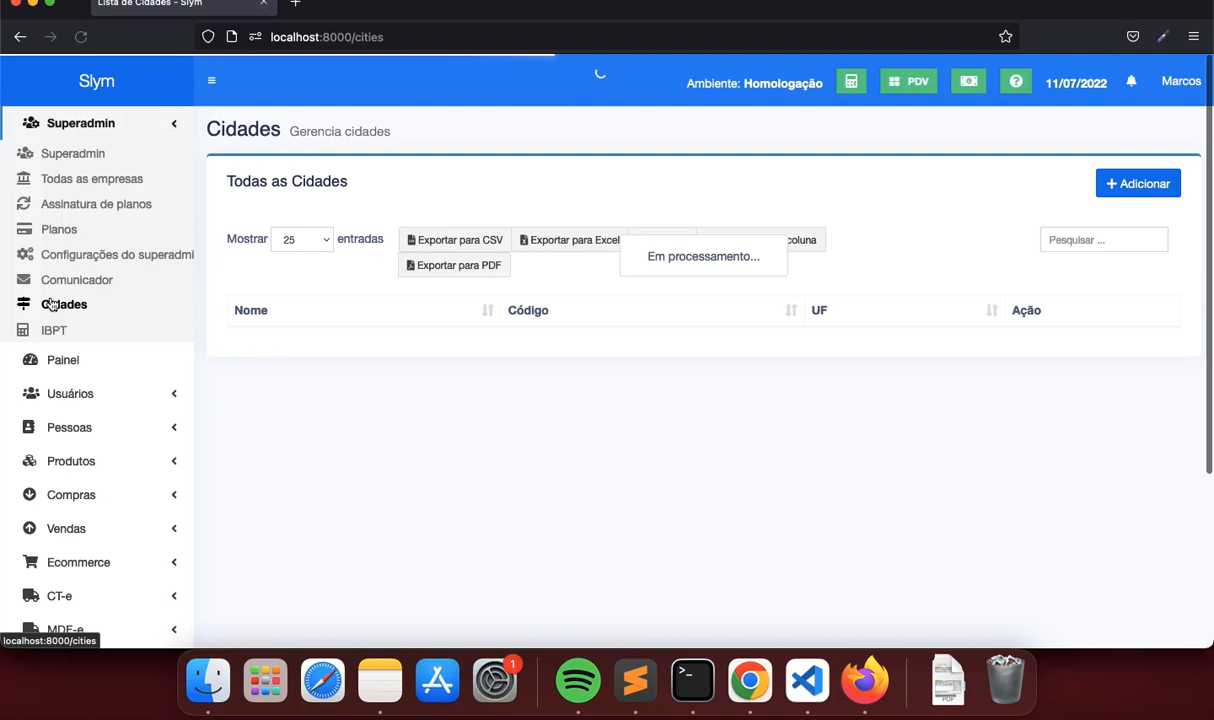 Lista de Cidades - Slym
localhost:8000/cities
Slym
Ambiente: Homologação
PDV
11/07/2022
Marcos
Superadmin
Superadmin
Todas as empresas
Assinatura de planos
Planos
Configurações do superadmi
Comunicador
Cidades
IBPT
Painel
Usuários
Pessoas
Produtos
Compras
Vendas
Ecommerce
CT-e
MDF-e
localhost:8000/cities
Cidades Gerencia cidades
Todas as Cidades
+ Adicionar
Mostrar 25 entradas
Exportar para CSV
Exportar para Excel
coluna
Exportar para PDF
Em processamento...
Pesquisar ...
Nome Código UF Ação
1
PDF